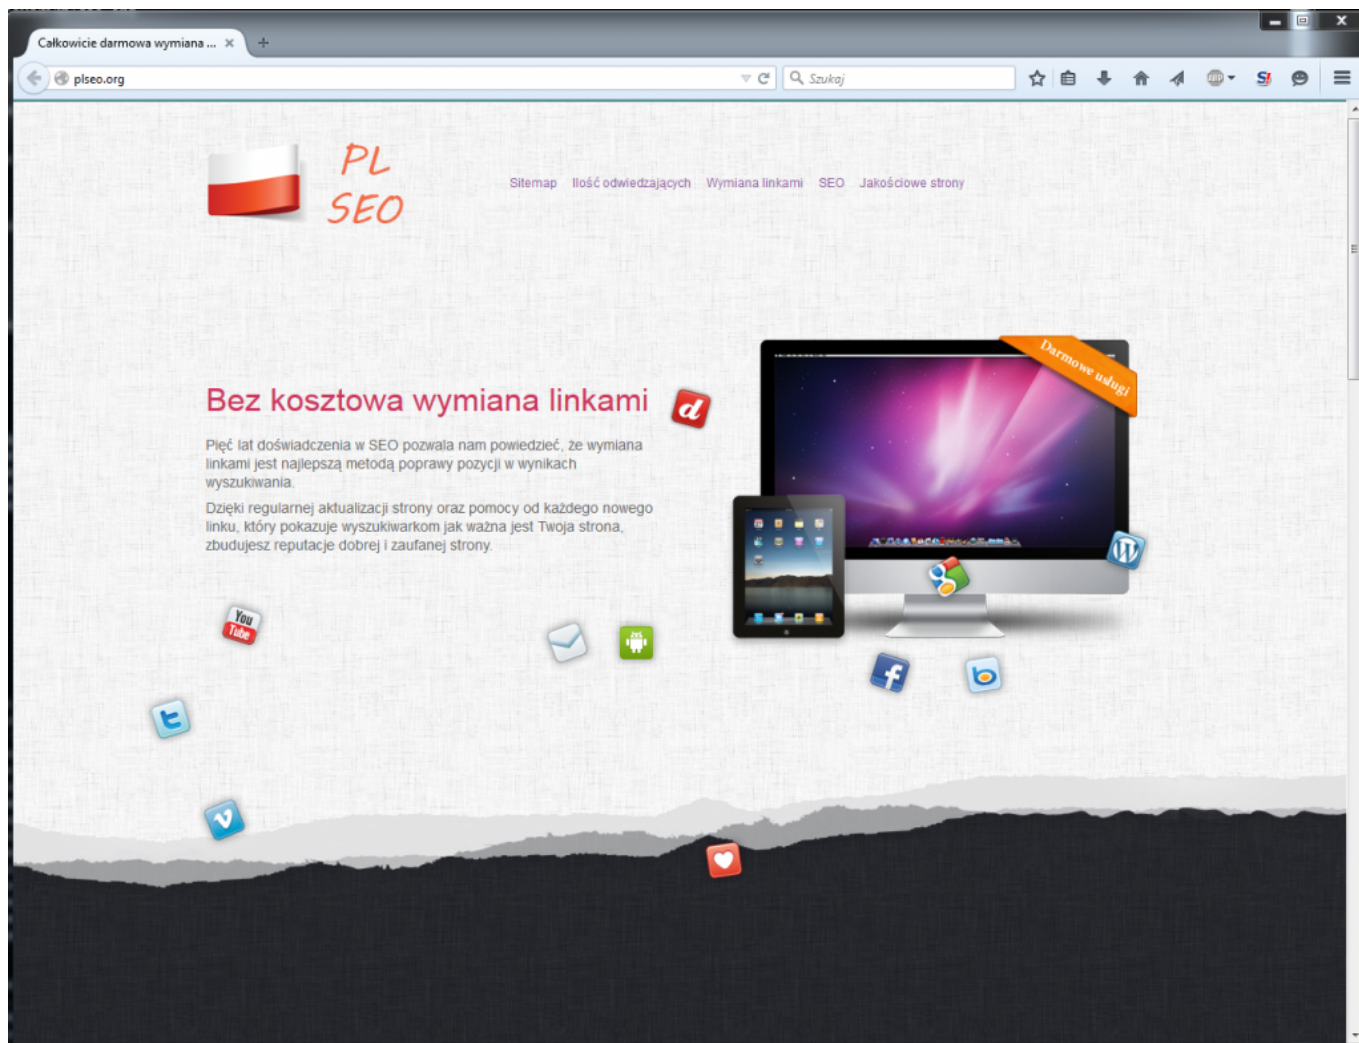 Całkowicie darmowa wymiana ...
plseo.org
Szukaj
PL
SEO
Sitemap Ilość odwiedzających Wymiana linkami SEO Jakościowe strony
Darmowe usługi
Bez kosztowa wymiana linkami
Pięć lat doświadczenia w SEO pozwala nam powiedzieć, że wymiana
linkami jest najlepszą metodą poprawy pozycji w wynikach
wyszukiwania.
Dzięki regularnej aktualizacji strony oraz pomocy od każdego nowego
linku, który pokazuje wyszukiwarkom jak ważna jest Twoja strona,
zbudujesz reputacje dobrej i zaufanej strony.
You
Tube